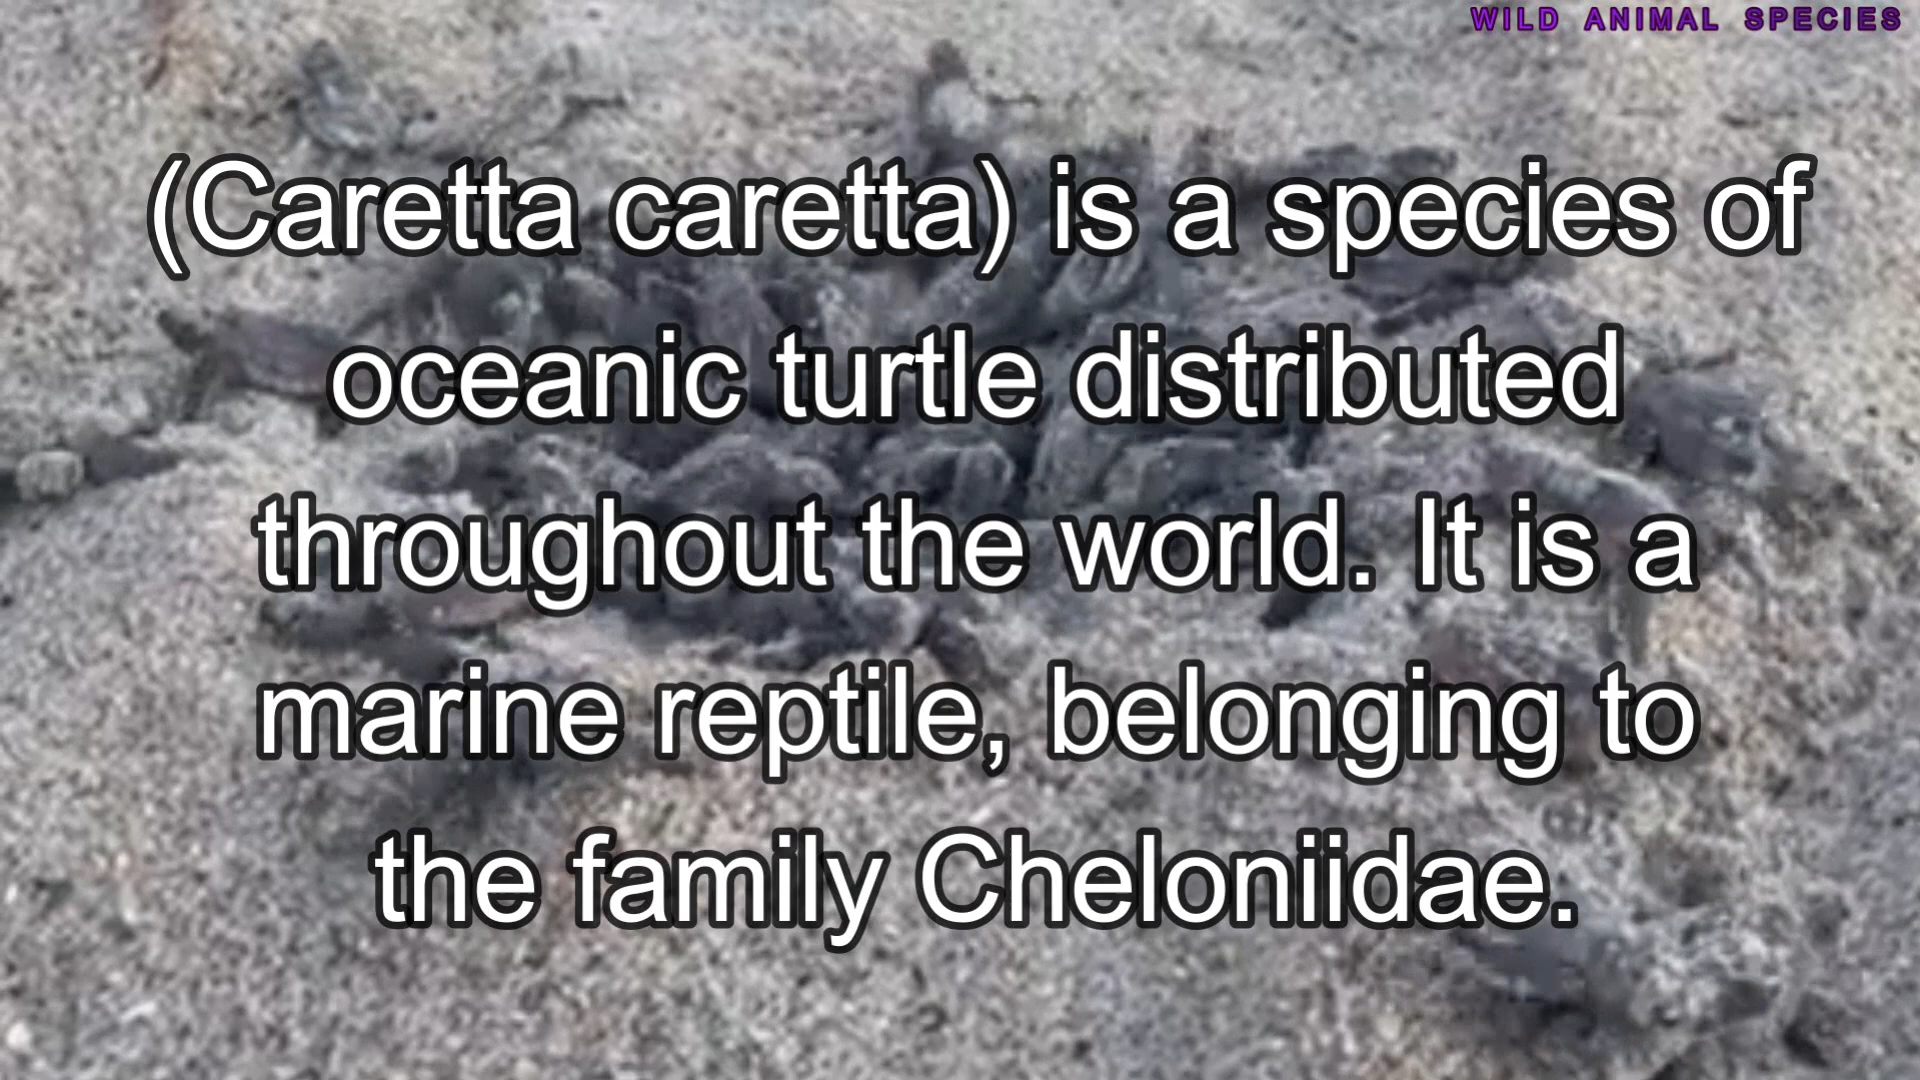 WILD ANIMAL SPECIES
(Caretta caretta) is a species of
oceanic turtle distributed
throughout the world. It is a
marine reptile, belonging to
the family Cheloniidae.